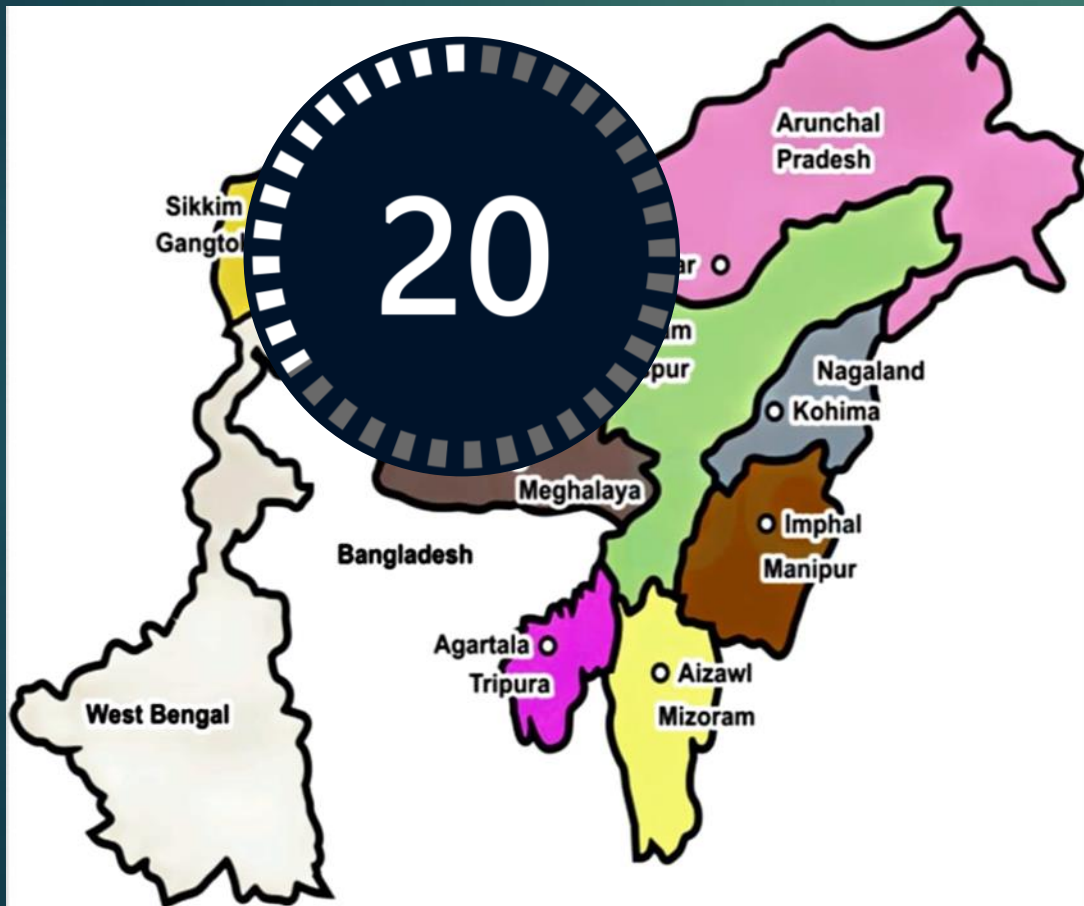 Arunchal
Pradesh
Sikkim
20
Nagaland
Kohima
Meghalaya
Imphal
Bangladesh
Manipur
Agartala
Aizawl
Tripura
West Bengal
Mizoram